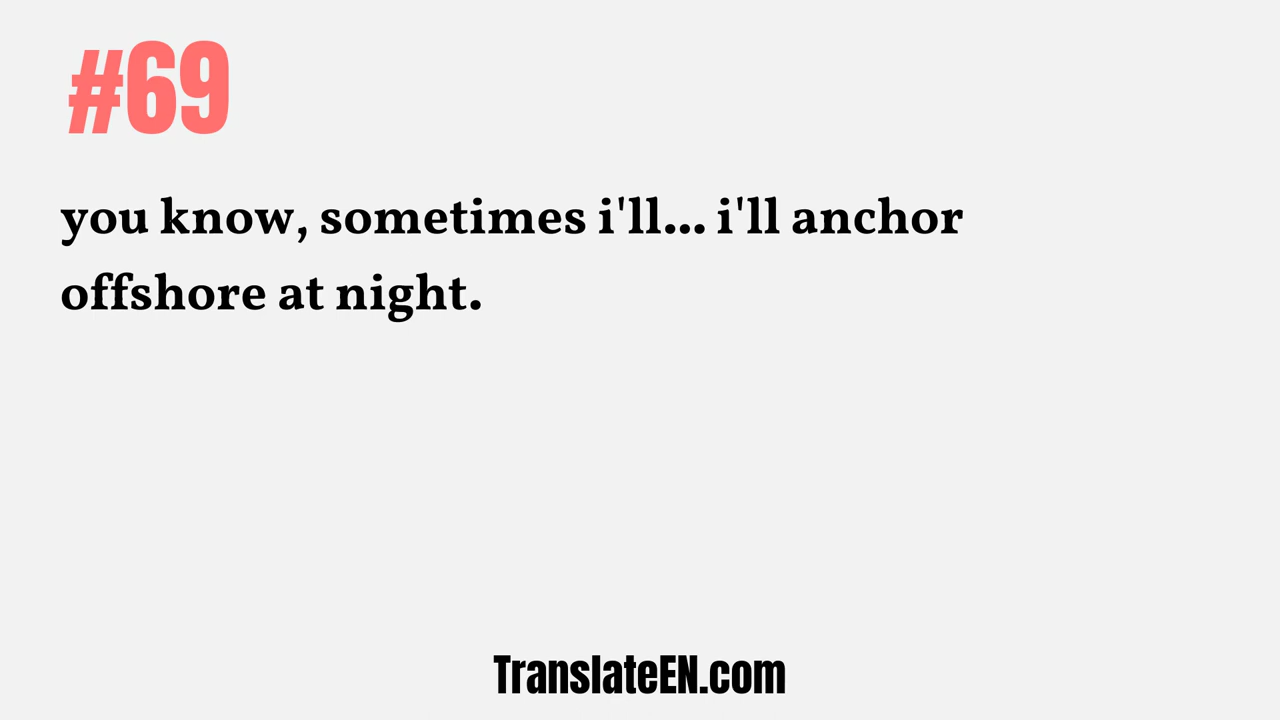 #69
you know, sometimes i'll... i'll anchor
offshore at night.
TranslateEN.com